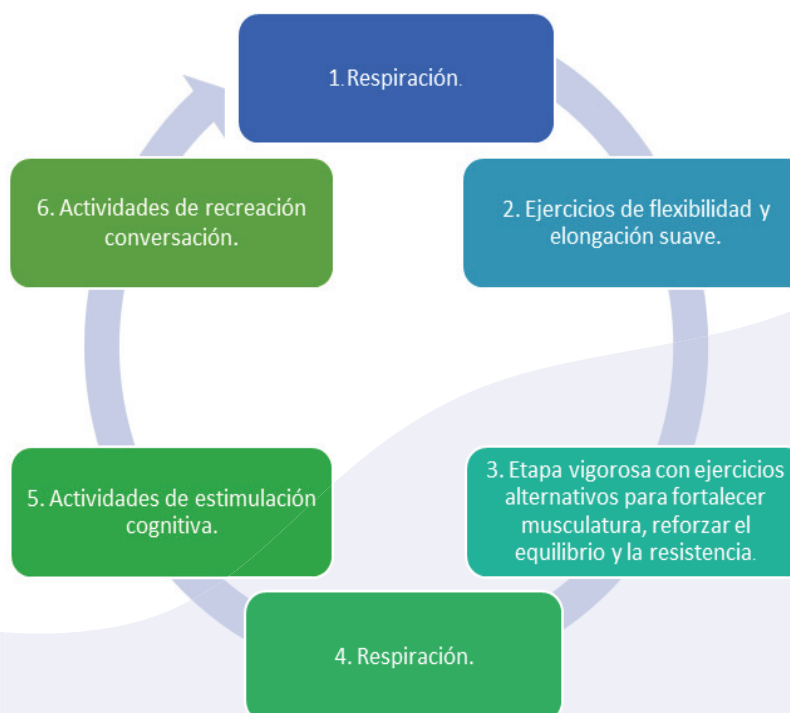 1.Respiración.
2. Ejercicios de flexibilidad y
elongación suave.
3. Etapa vigorosa con ejercicios
alternativos para fortalecer
musculatura, reforzar el
equilibrio y la resistencia.
4. Respiración.
5. Actividades de estimulación
cognitiva.
6. Actividades de recreación
conversación.